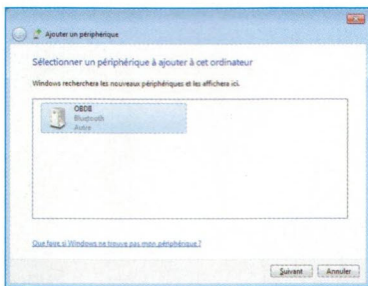 Ajouter un périphérique
Sélectionner un périphérique à ajouter à cet ordinateur
Windows recherchera les nouveaux périphériques et les affichera ici.
OBDB
Bluetooth
Autre
Que faire si Windows ne trouve pas mon périphérique ?
Suivant
Annuler